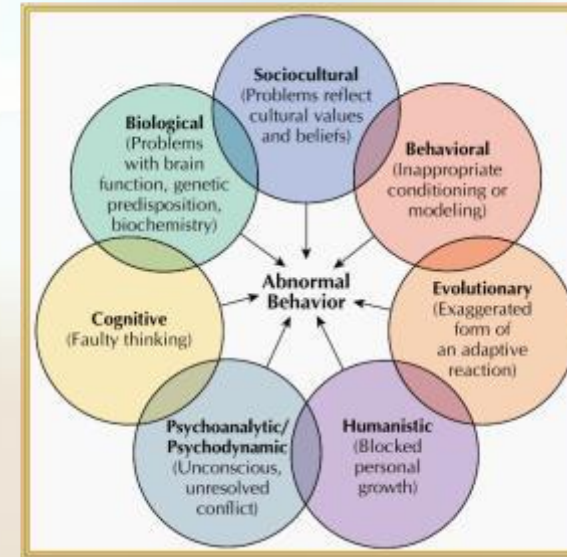 Sociocultural
(Problems reflect
cultural values
and beliefs)
Biological
(Problems
with brain
function, genetic
predisposition,
biochemistry)
Behavioral
(Inappropriate
conditioning or
modeling)
Abnormal
Behavior
Cognitive
(Faulty thinking)
Evolutionary
(Exaggerated
form of
an adaptive
reaction)
Psychoanalytic/
Psychodynamic
(Unconscious,
unresolved
conflict)
Humanistic
(Blocked
personal
growth)